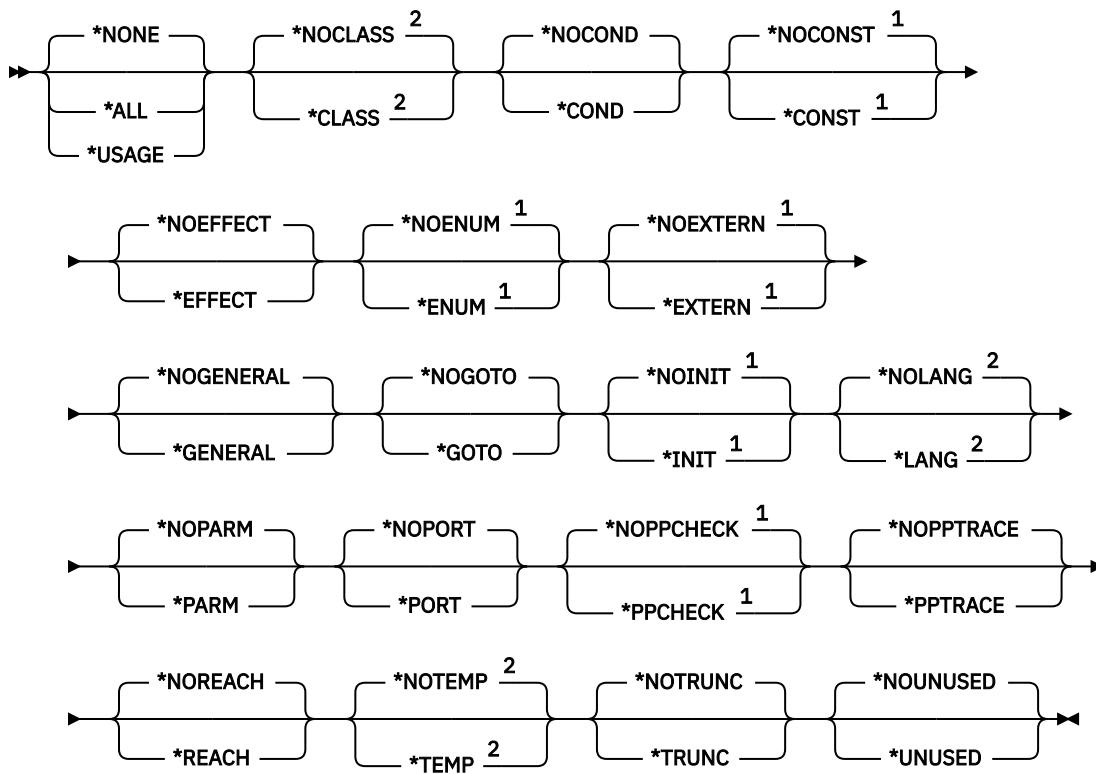 *NONE *NOCLASS 2 *NOCOND *NOCONST 1
*ALL *CLASS 2 *COND *CONST 1
*USAGE
*NOEFFECT *NOENUM 1 *NOEXTERN 1
*EFFECT *ENUM 1 *EXTERN 1
*NOGENERAL *NOGOTO *NOINIT 1 *NOLANG 2
*GENERAL *GOTO *INIT 1 *LANG 2
*NOPARM *NOPORT *NOPPCHECK 1 *NOPPTRACE
*PARM *PORT *PPCHECK 1 *PPTRACE
*NOREACH *NOTEMP 2 *NOTRUNC *NOUNUSED
*REACH *TEMP 2 *TRUNC *UNUSED